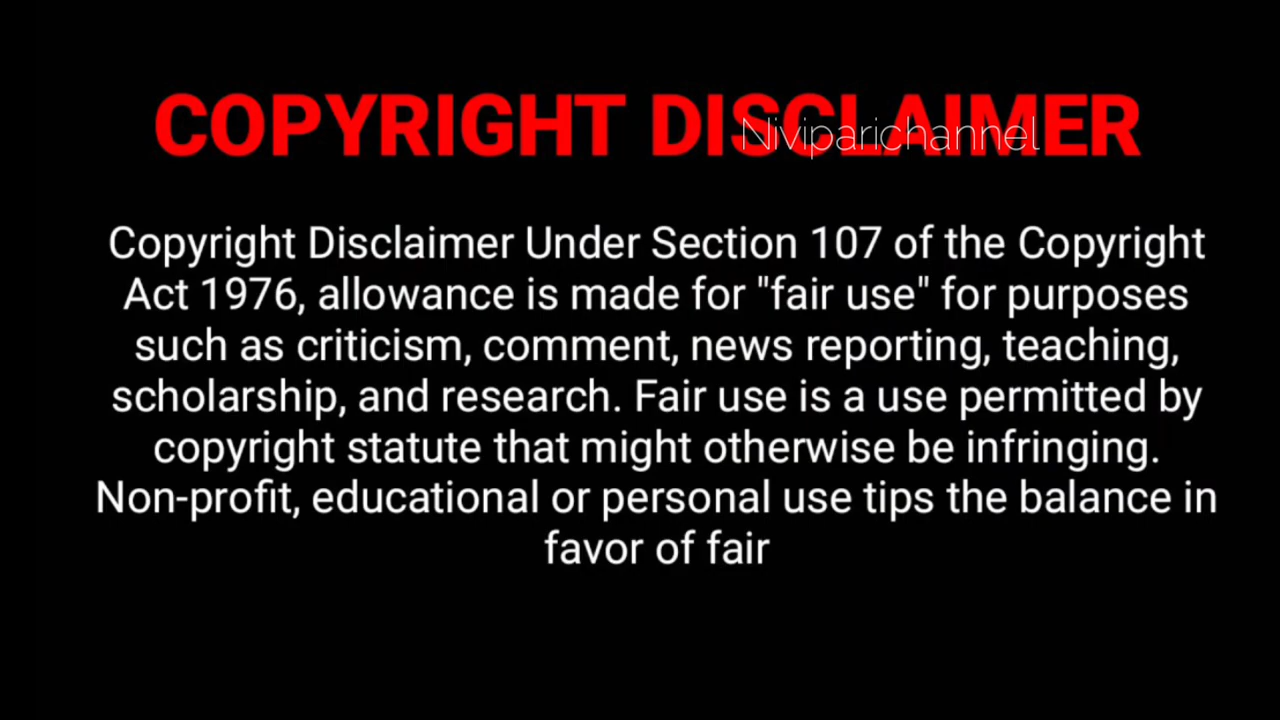 COPYRIGHT DISCLAIMER
Niviparichannel
Copyright Disclaimer Under Section 107 of the Copyright
Act 1976, allowance is made for "fair use" for purposes
such as criticism, comment, news reporting, teaching,
scholarship, and research. Fair use is a use permitted by
copyright statute that might otherwise be infringing.
Non-profit, educational or personal use tips the balance in
favor of fair